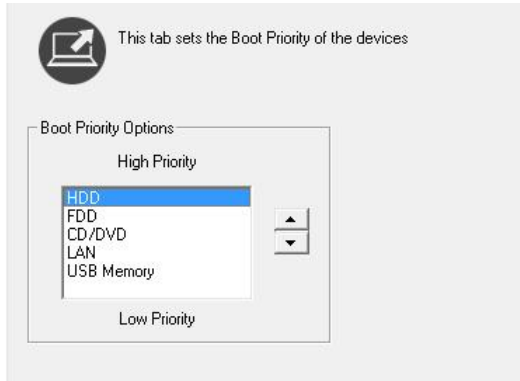 This tab sets the Boot Priority of the devices
Boot Priority Options
High Priority
HDD
FDD
CD/DVD
LAN
USB Memory
Low Priority